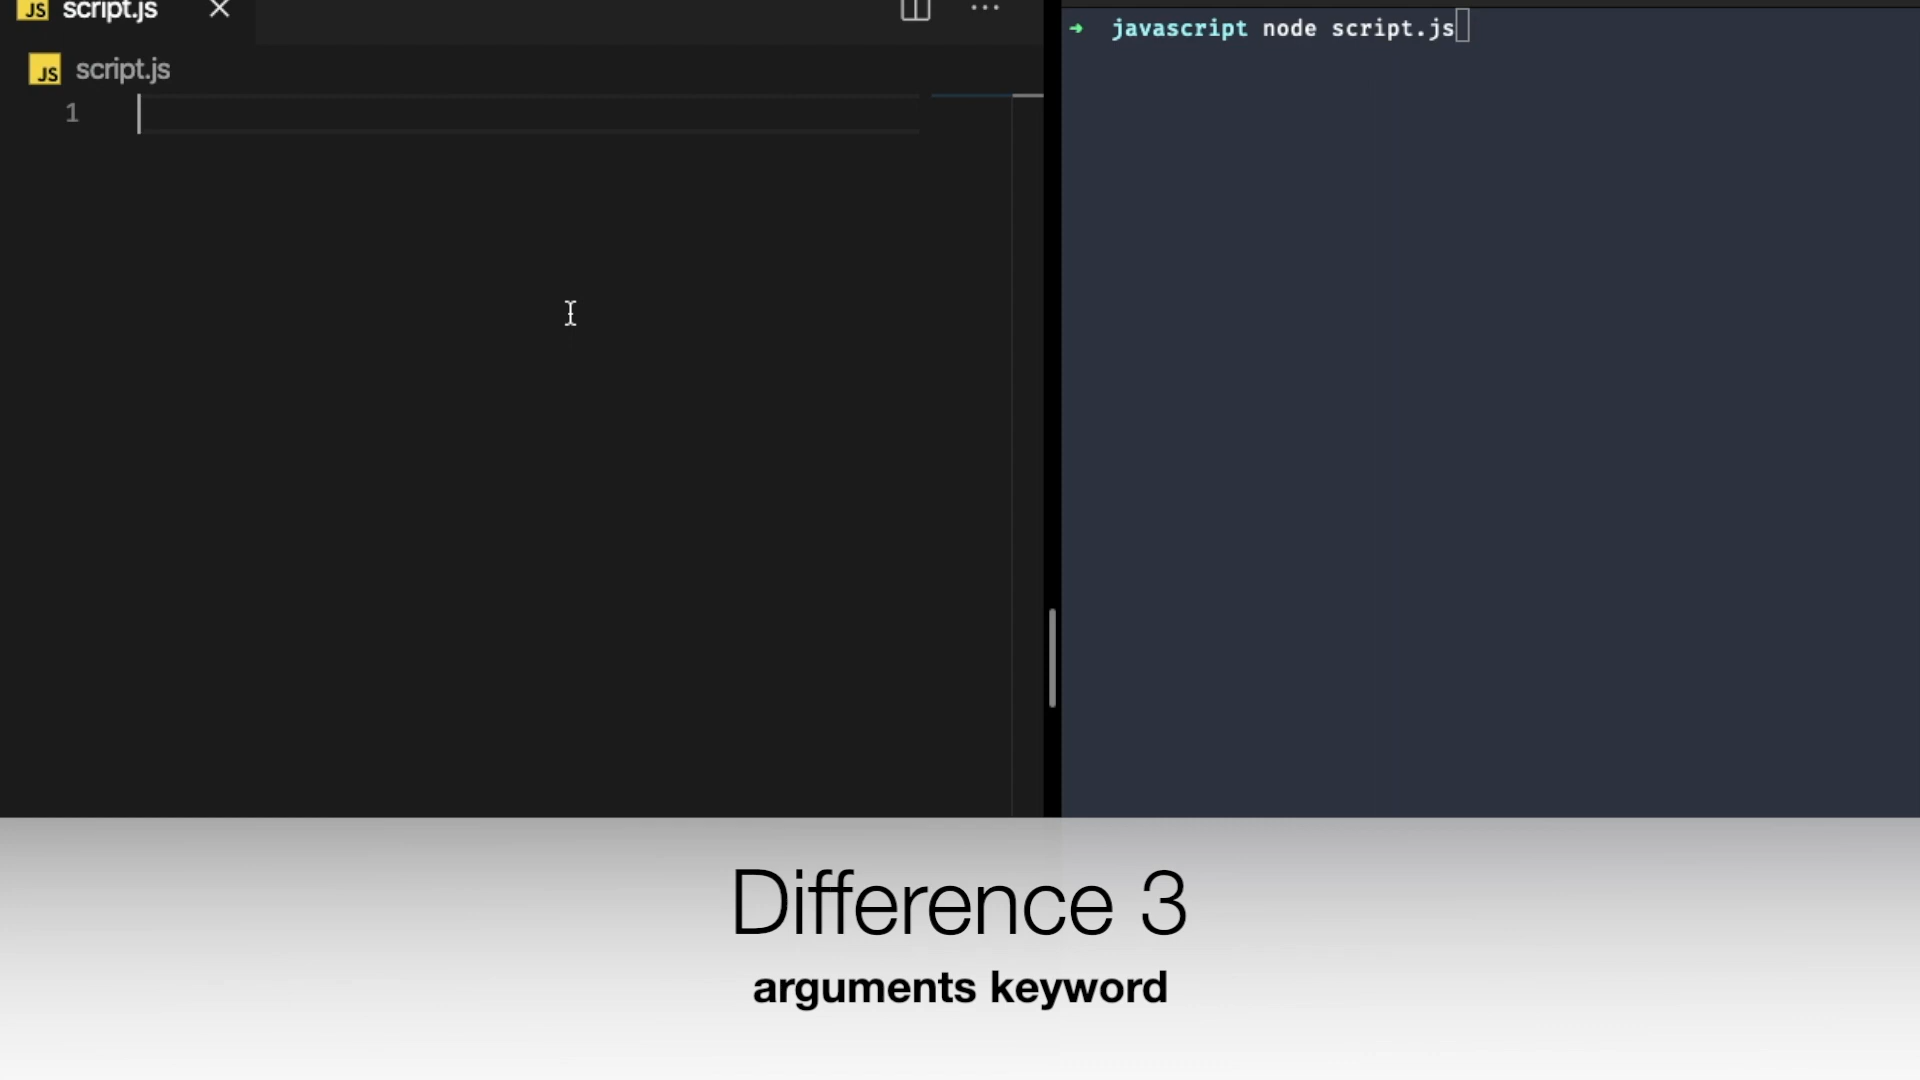 JS script.js
JS script.js
1
➜ javascript node script.js
Difference 3
arguments keyword